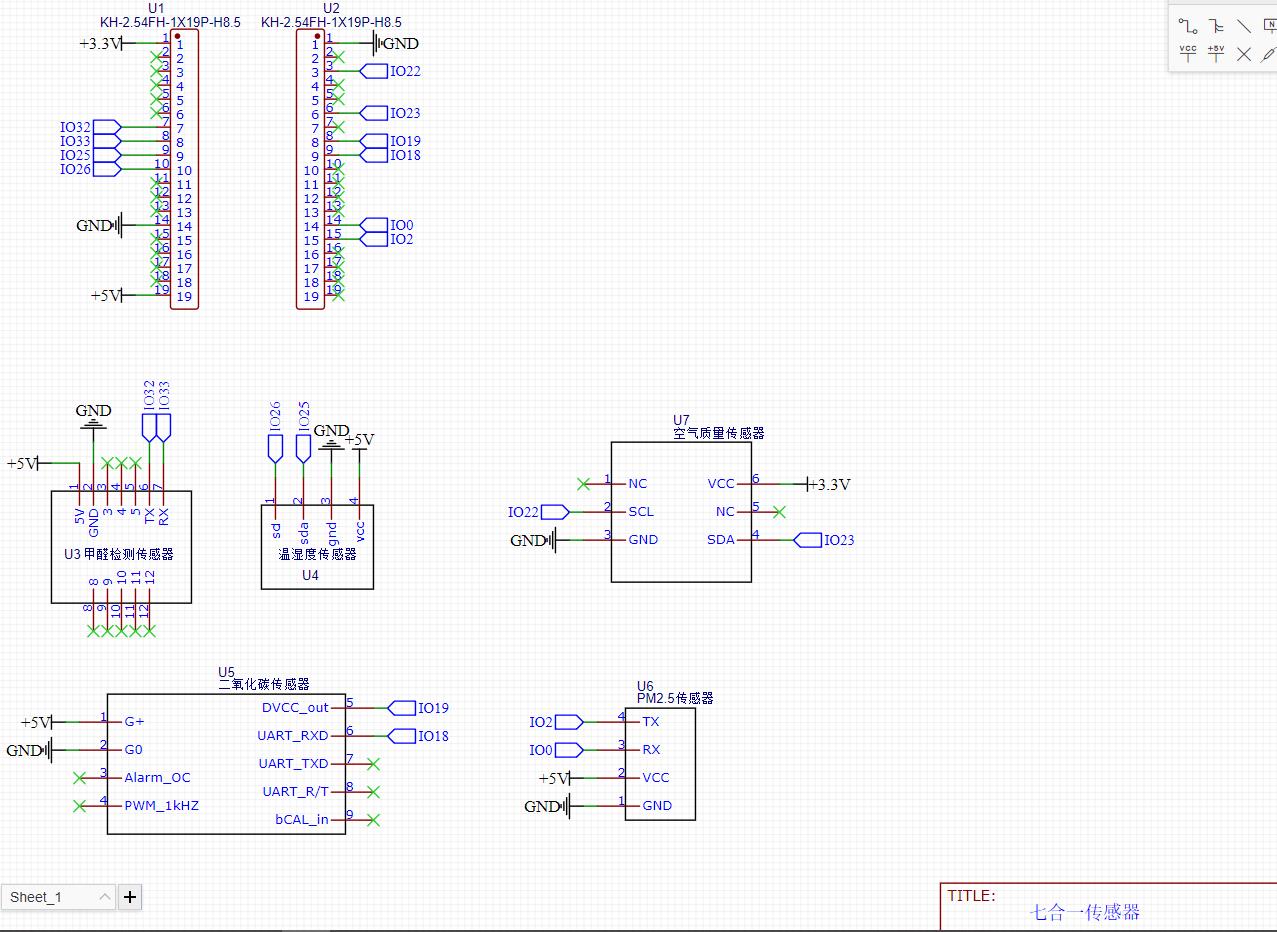 U1
KH-2.54FH-1X19P-H8.5
+3.3V
1 1
2 2
3 3
4 4
5 5
6 6
IO32 7 7
IO33 8 8
IO25 9 9
IO26 10 10
11 11
12 12
13 13
GND 14 14
15 15
16 16
17 17
18 18
+5V 19 19
U2
KH-2.54FH-1X19P-H8.5
1 1 GND
2 2
3 3 IO22
4 4
5 5
6 6 IO23
7 7
8 8 IO19
9 9 IO18
10 10
11 11
12 12
13 13
14 14 IO0
15 15 IO2
16 16
17 17
18 18
19 19
N
VCC +5V
GND
IO32
IO33
+5V
1 2 3 4 5 6 7
5V GND 3 4 5 TX RX
U3 甲醛检测传感器
8 9 10 11 12
8 9 10 11 12
IO26
IO25
GND
+5V
1 2 3 4
sd sda gnd vcc
温湿度传感器
U4
U7
空气质量传感器
1 NC VCC 6 +3.3V
IO22 2 SCL NC 5
GND 3 GND SDA 4 IO23
U5
二氧化碳传感器
+5V 1 G+
GND 2 G0
3 Alarm_OC
4 PWM_1kHZ
DVCC_out 5 IO19
UART_RXD 6 IO18
UART_TXD 7
UART_R/T 8
bCAL_in 9
U6
PM2.5传感器
IO2 4 TX
IO0 3 RX
+5V 2 VCC
GND 1 GND
Sheet_1
TITLE:
七合一传感器